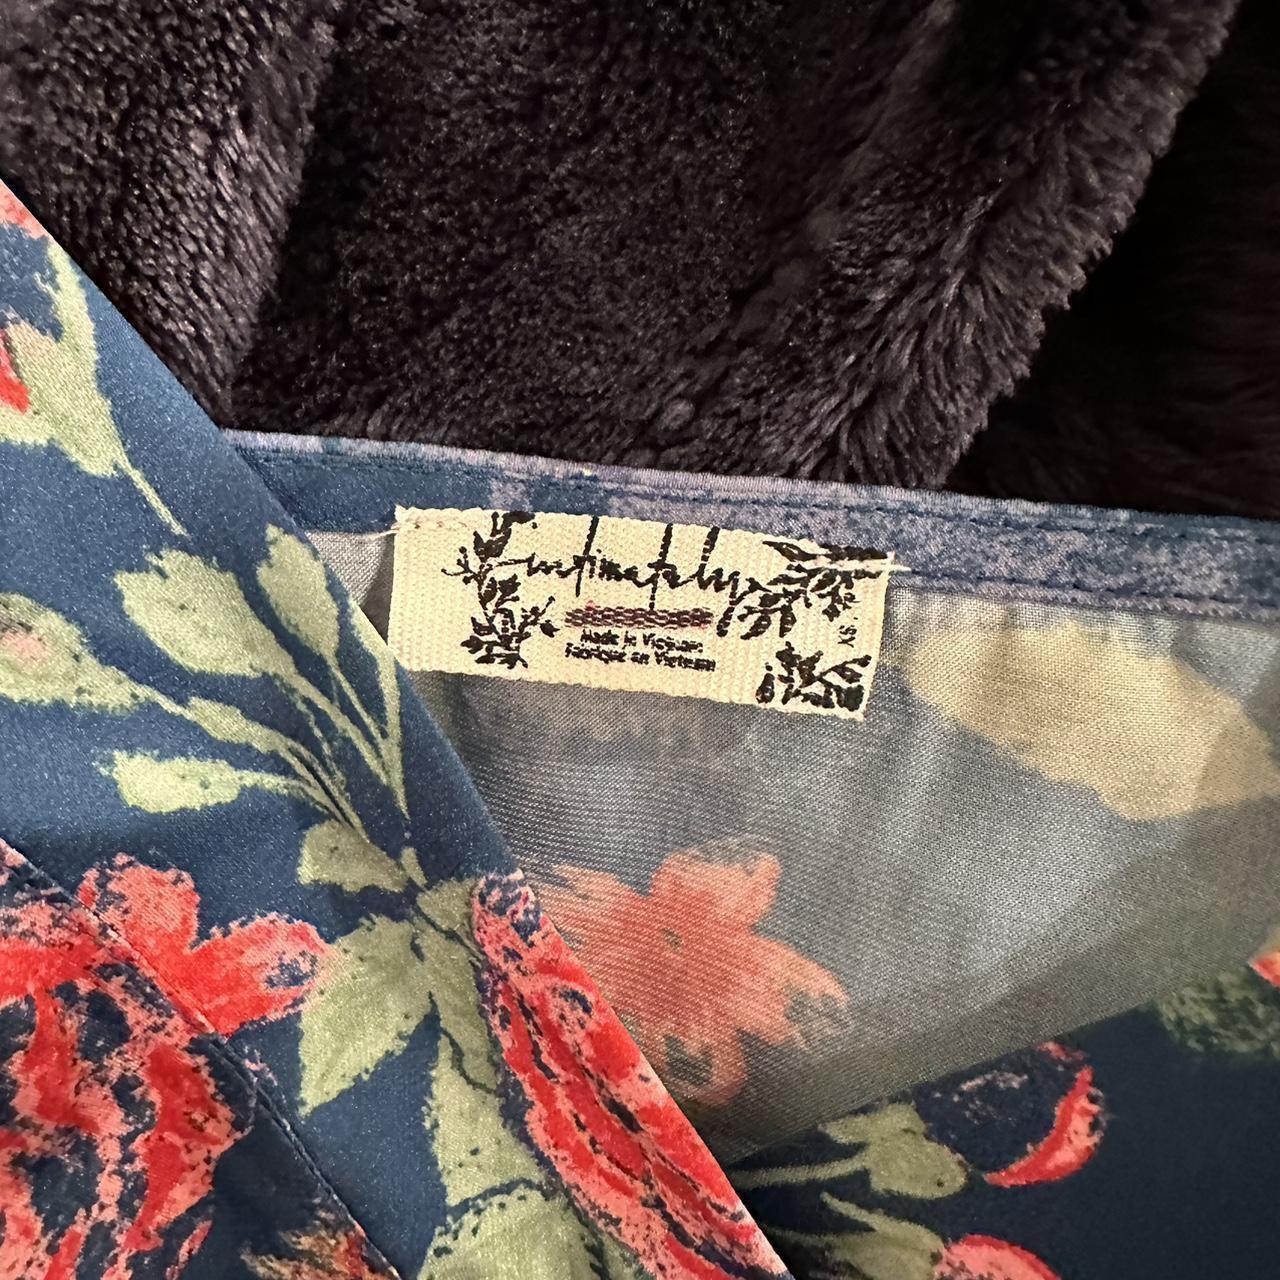 intimately
Made in Vietnam
Fabriqué au Vietnam
S